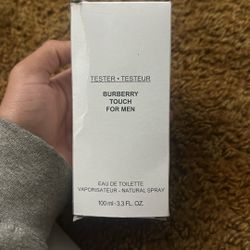 TESTER • TESTEUR
BURBERRY
TOUCH
FOR MEN
EAU DE TOILETTE
VAPORISATEUR - NATURAL SPRAY
100 ml - 3.3 FL. OZ.